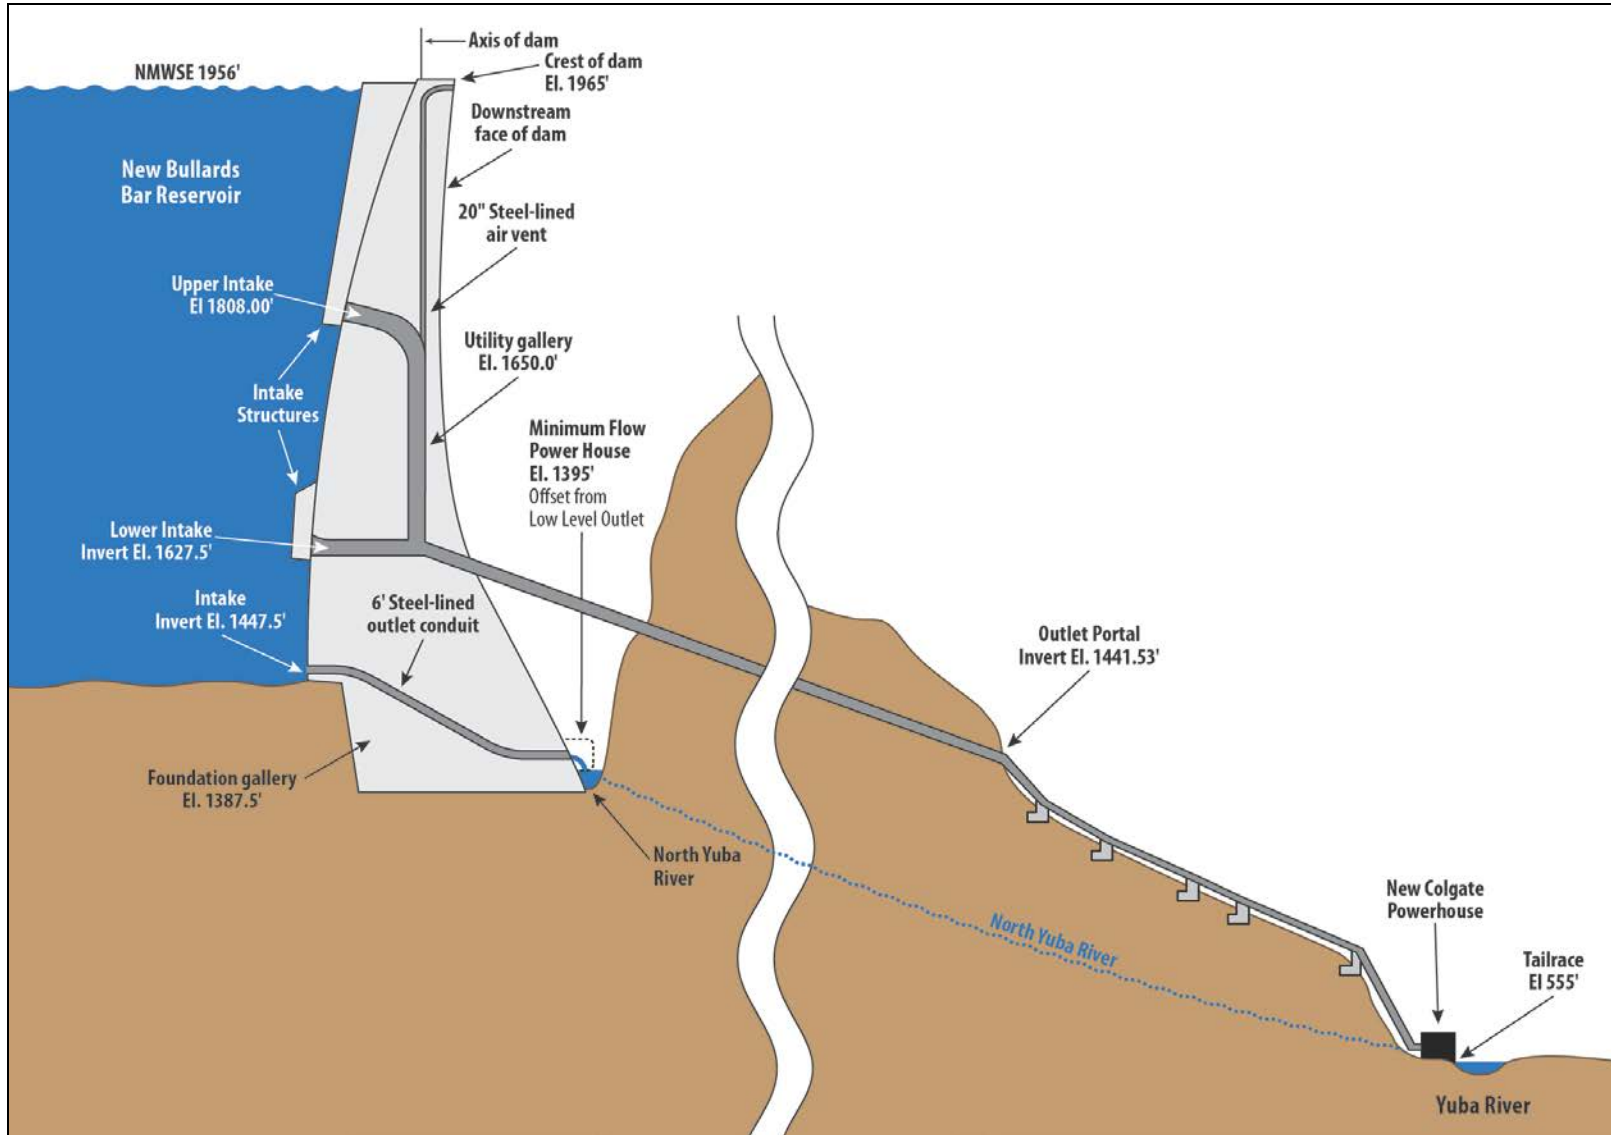 Axis of dam
Crest of dam
El. 1965'
NMWSE 1956'
Downstream
face of dam
New Bullards
Bar Reservoir
20" Steel-lined
air vent
Upper Intake
El 1808.00'
Utility gallery
El. 1650.0'
Intake
Structures
Minimum Flow
Power House
El. 1395'
Offset from
Low Level Outlet
Lower Intake
Invert El. 1627.5'
Intake
Invert El. 1447.5'
6' Steel-lined
outlet conduit
Outlet Portal
Invert El. 1441.53'
Foundation gallery
El. 1387.5'
North Yuba
River
North Yuba River
New Colgate
Powerhouse
Tailrace
El 555'
Yuba River